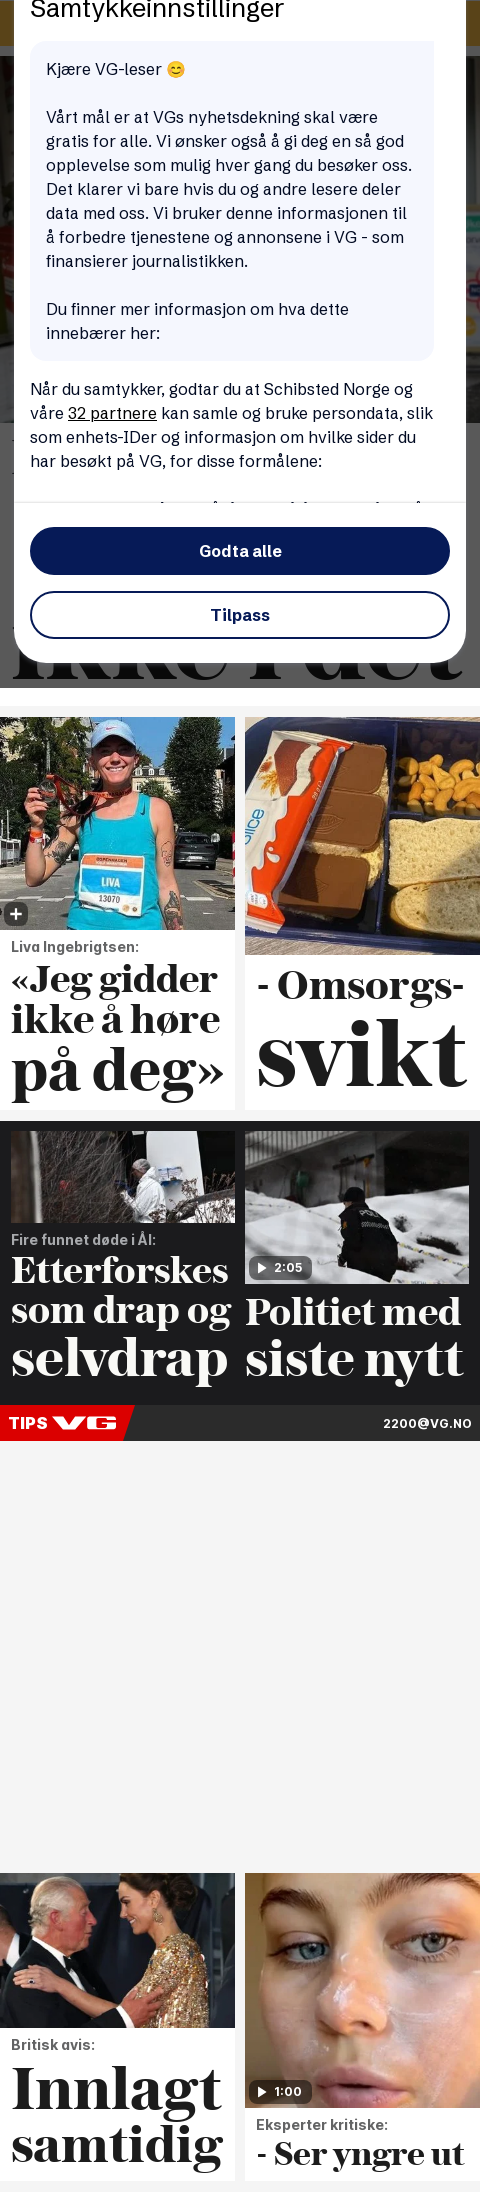 Samtykkeinnstillinger
Kjære VG-leser 😊
Vårt mål er at VGs nyhetsdekning skal være
gratis for alle. Vi ønsker også å gi deg en så god
opplevelse som mulig hver gang du besøker oss.
Det klarer vi bare hvis du og andre lesere deler
data med oss. Vi bruker denne informasjonen til
å forbedre tjenestene og annonsene i VG - som
finansierer journalistikken.
Du finner mer informasjon om hva dette
innebærer her:
Når du samtykker, godtar du at Schibsted Norge og
våre 32 partnere kan samle og bruke persondata, slik
som enhets-IDer og informasjon om hvilke sider du
har besøkt på VG, for disse formålene:
Godta alle
Tilpass
ikke i det
COPENHAGEN
LIVA
13070
Liva Ingebrigtsen:
«Jeg gidder
ikke å høre
på deg»
- Omsorgs-
svikt
Fire funnet døde i Ål:
Etterforskes
som drap og
selvdrap
2:05
Politiet med
siste nytt
TIPS VG
2200@VG.NO
Britisk avis:
Innlagt
samtidig
1:00
Eksperter kritiske:
- Ser yngre ut